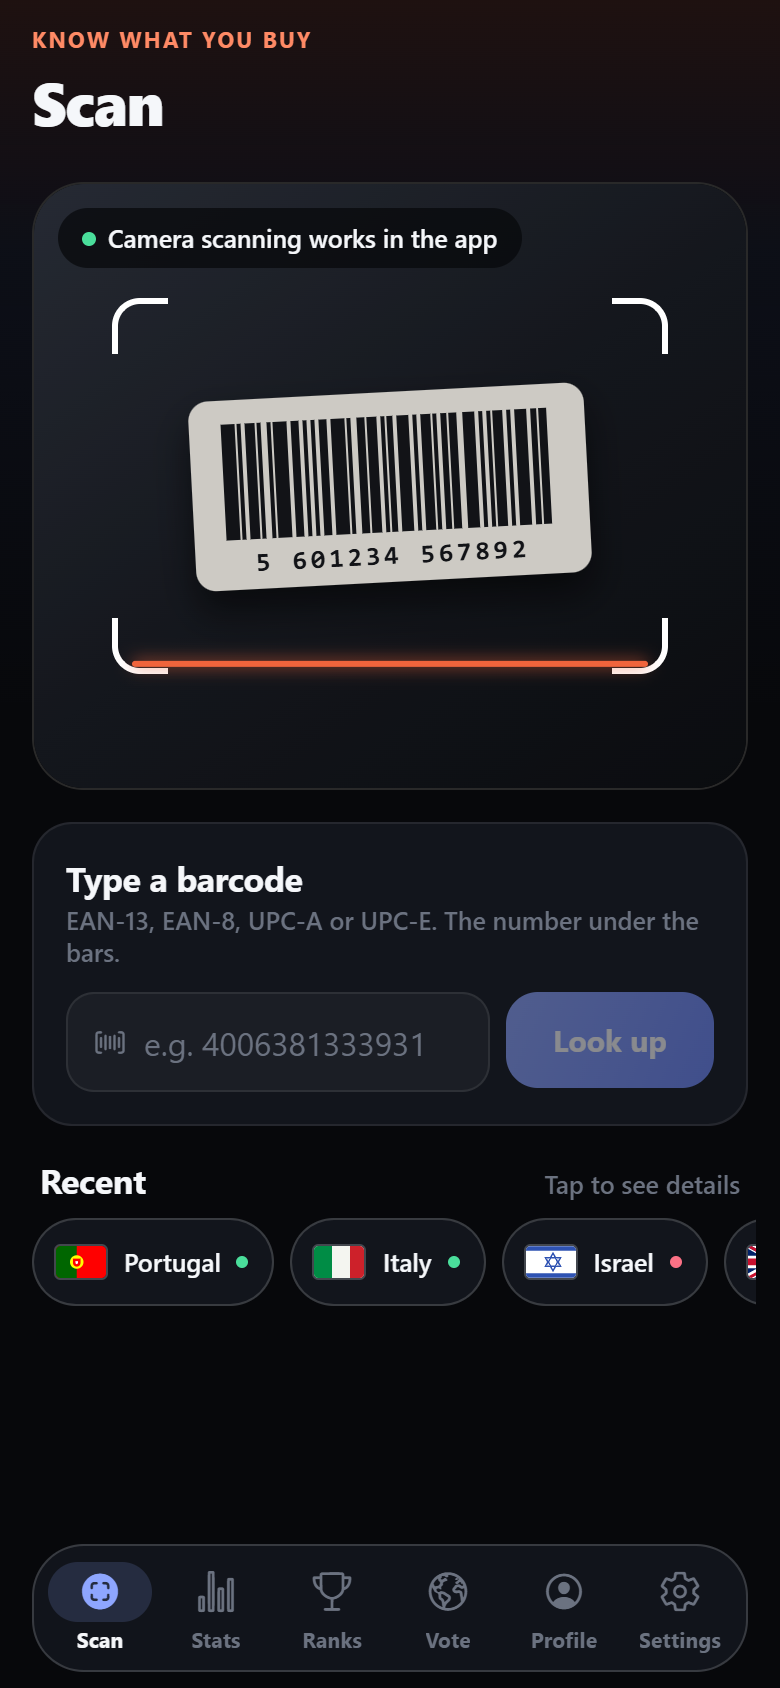 KNOW WHAT YOU BUY
Scan
Camera scanning works in the app
5 601234 567892
Type a barcode
EAN-13, EAN-8, UPC-A or UPC-E. The number under the
bars.
e.g. 4006381333931
Look up
Recent
Tap to see details
Portugal
Italy
Israel
Scan
Stats
Ranks
Vote
Profile
Settings